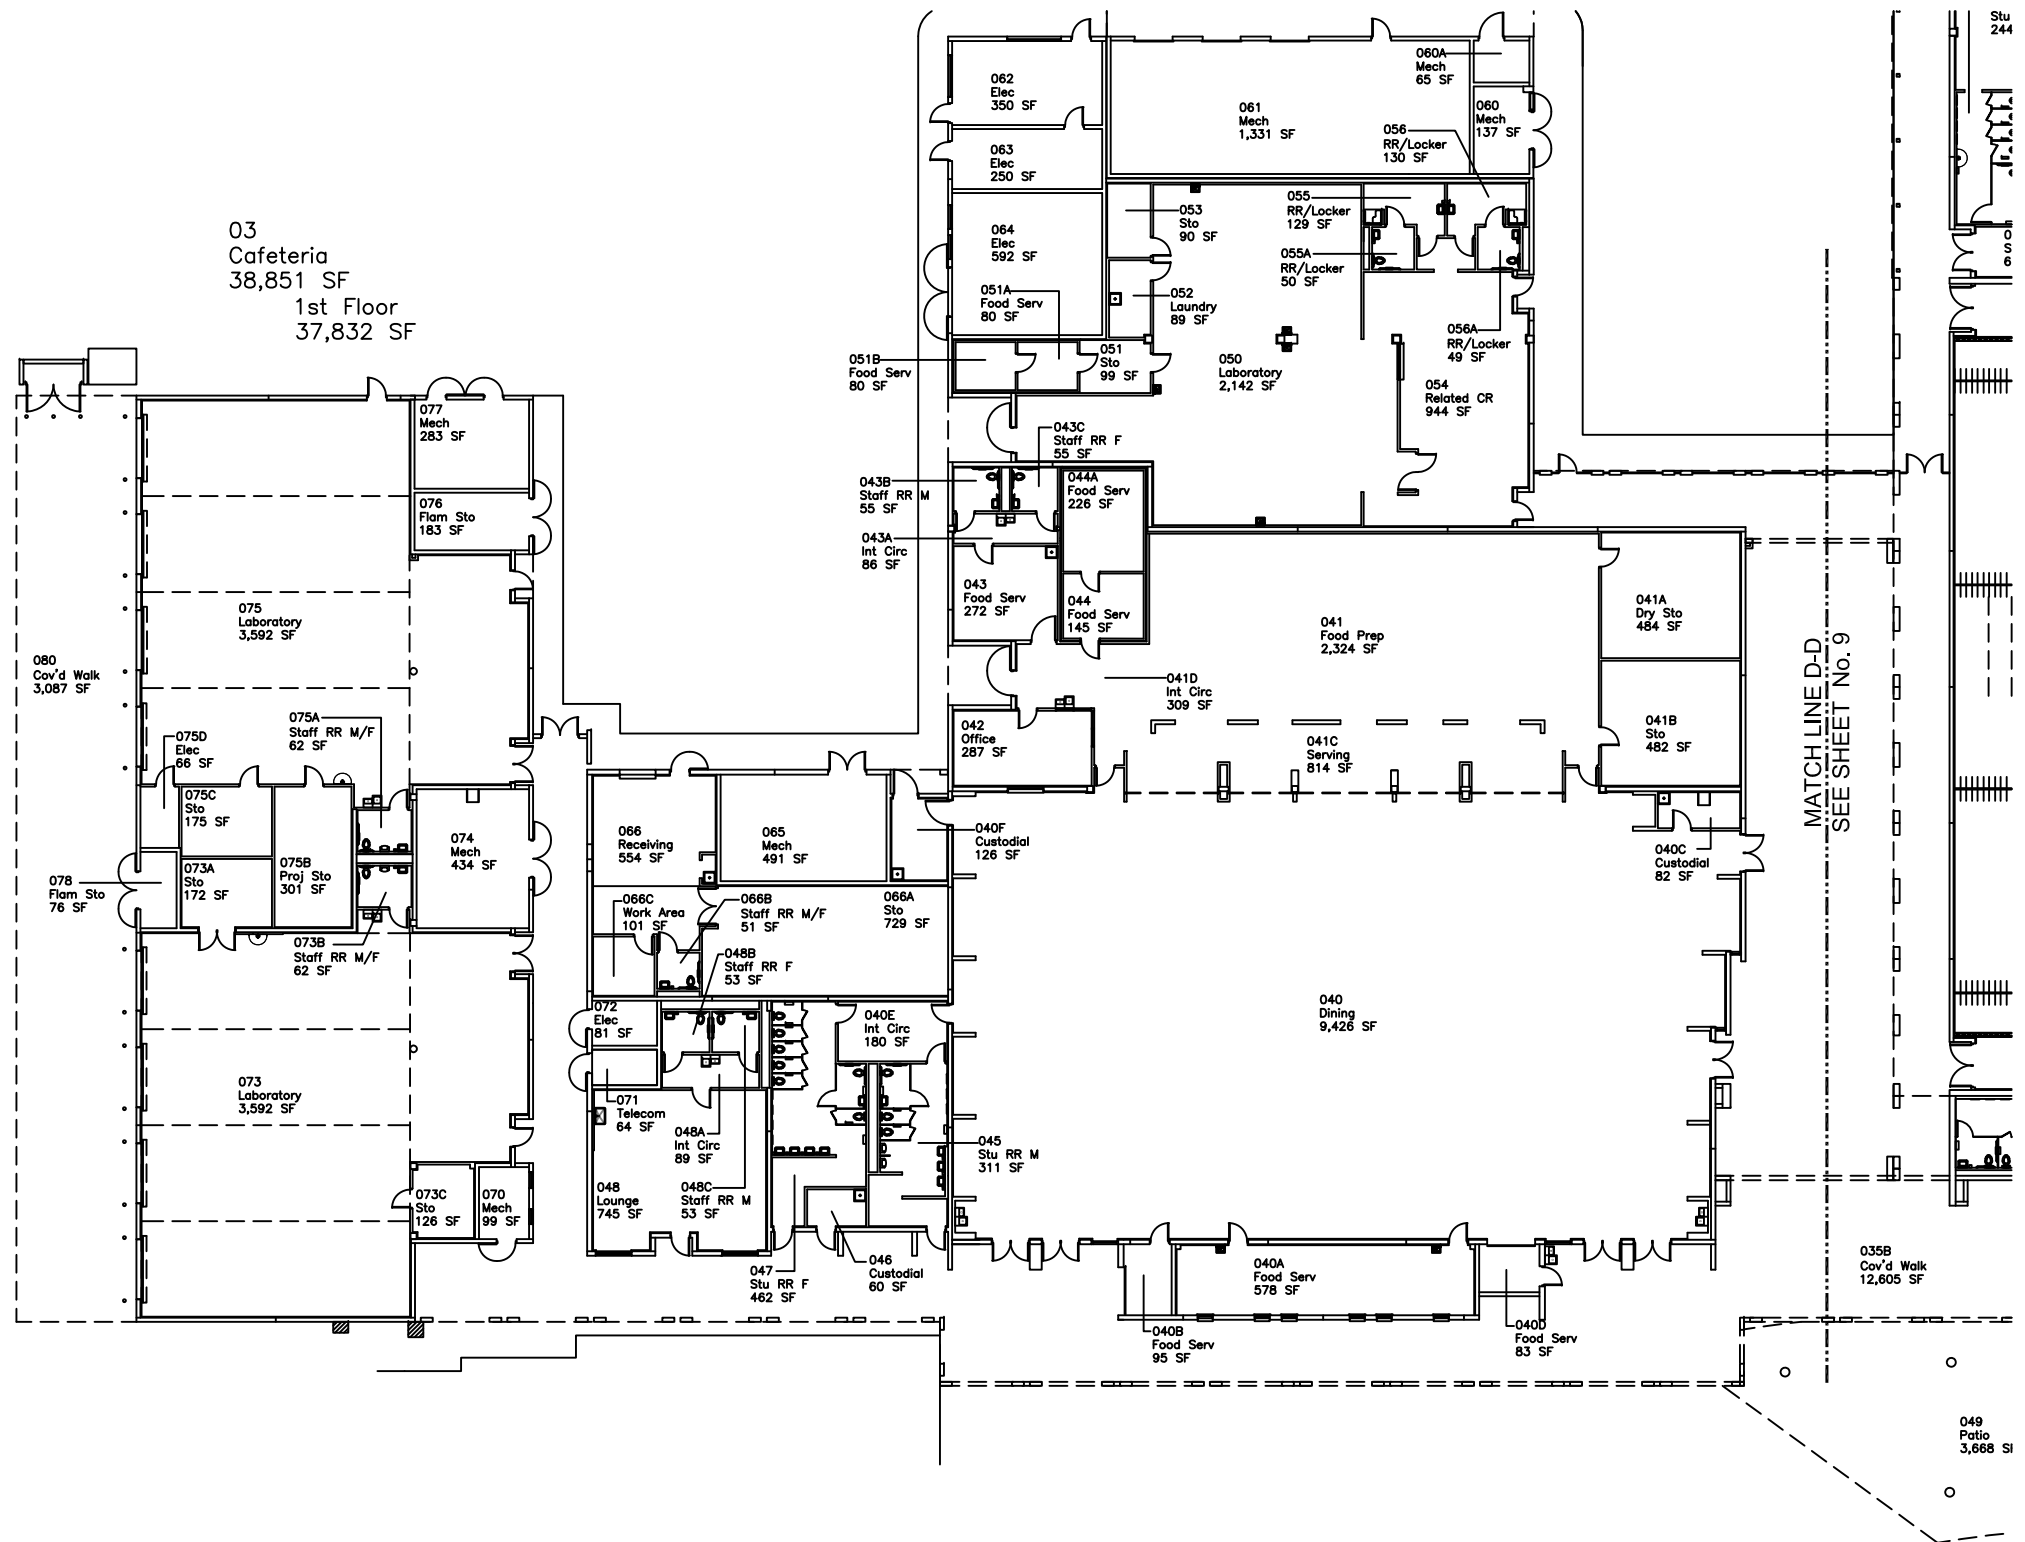 03
Cafeteria
38,851 SF
1st Floor
37,832 SF
062
Elec
350 SF
063
Elec
250 SF
064
Elec
592 SF
061
Mech
1,331 SF
060A
Mech
65 SF
060
Mech
137 SF
056
RR/Locker
130 SF
055
RR/Locker
129 SF
055A
RR/Locker
50 SF
056A
RR/Locker
49 SF
053
Sto
90 SF
052
Laundry
89 SF
051A
Food Serv
80 SF
051B
Food Serv
80 SF
051
Sto
99 SF
050
Laboratory
2,142 SF
054
Related CR
944 SF
077
Mech
283 SF
076
Flam Sto
183 SF
043C
Staff RR F
55 SF
043B
Staff RR M
55 SF
043A
Int Circ
86 SF
043
Food Serv
272 SF
044A
Food Serv
226 SF
044
Food Serv
145 SF
041
Food Prep
2,324 SF
041A
Dry Sto
484 SF
041B
Sto
482 SF
041D
Int Circ
309 SF
041C
Serving
814 SF
042
Office
287 SF
075
Laboratory
3,592 SF
080
Cov'd Walk
3,087 SF
075A
Staff RR M/F
62 SF
075D
Elec
66 SF
075C
Sto
175 SF
073A
Sto
172 SF
075B
Proj Sto
301 SF
074
Mech
434 SF
078
Flam Sto
76 SF
073B
Staff RR M/F
62 SF
066
Receiving
554 SF
065
Mech
491 SF
040F
Custodial
126 SF
040C
Custodial
82 SF
066C
Work Area
101 SF
066B
Staff RR M/F
51 SF
066A
Sto
729 SF
048B
Staff RR F
53 SF
072
Elec
81 SF
040E
Int Circ
180 SF
040
Dining
9,426 SF
073
Laboratory
3,592 SF
071
Telecom
64 SF
048A
Int Circ
89 SF
045
Stu RR M
311 SF
048
Lounge
745 SF
048C
Staff RR M
53 SF
073C
Sto
126 SF
070
Mech
99 SF
047
Stu RR F
462 SF
046
Custodial
60 SF
040A
Food Serv
578 SF
040B
Food Serv
95 SF
040D
Food Serv
83 SF
035B
Cov'd Walk
12,605 SF
049
Patio
3,668 S
MATCH LINE D-D
SEE SHEET No. 9
Stu
244
0
S
6